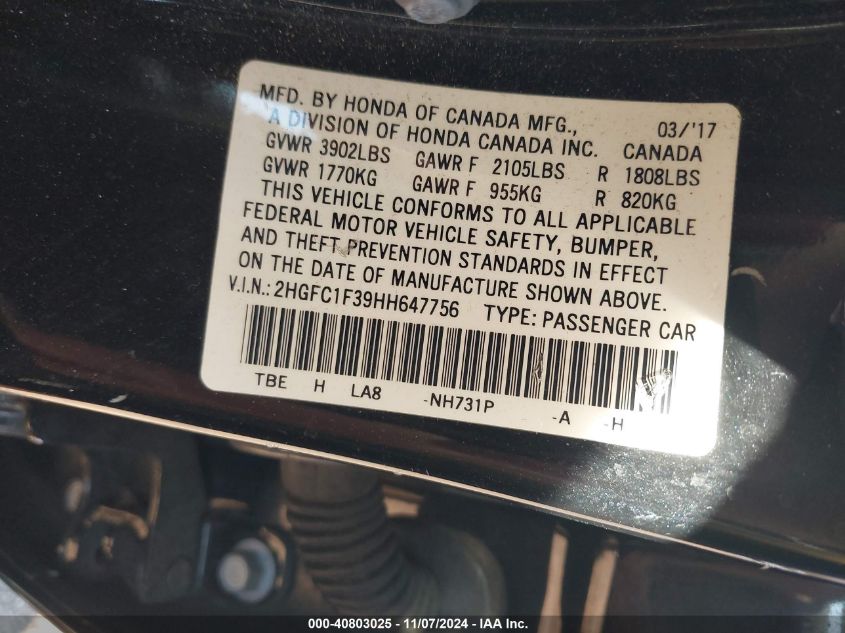 MFD. BY HONDA OF CANADA MFG., 03/'17
A DIVISION OF HONDA CANADA INC. CANADA
GVWR 3902LBS GAWR F 2105LBS R 1808LBS
GVWR 1770KG GAWR F 955KG R 820KG
THIS VEHICLE CONFORMS TO ALL APPLICABLE
FEDERAL MOTOR VEHICLE SAFETY, BUMPER,
AND THEFT PREVENTION STANDARDS IN EFFECT
ON THE DATE OF MANUFACTURE SHOWN ABOVE.
V.I.N.: 2HGFC1F39HH647756 TYPE: PASSENGER CAR
TBE H LA8 -NH731P -A -H
000-40803025 - 11/07/2024 - IAA Inc.